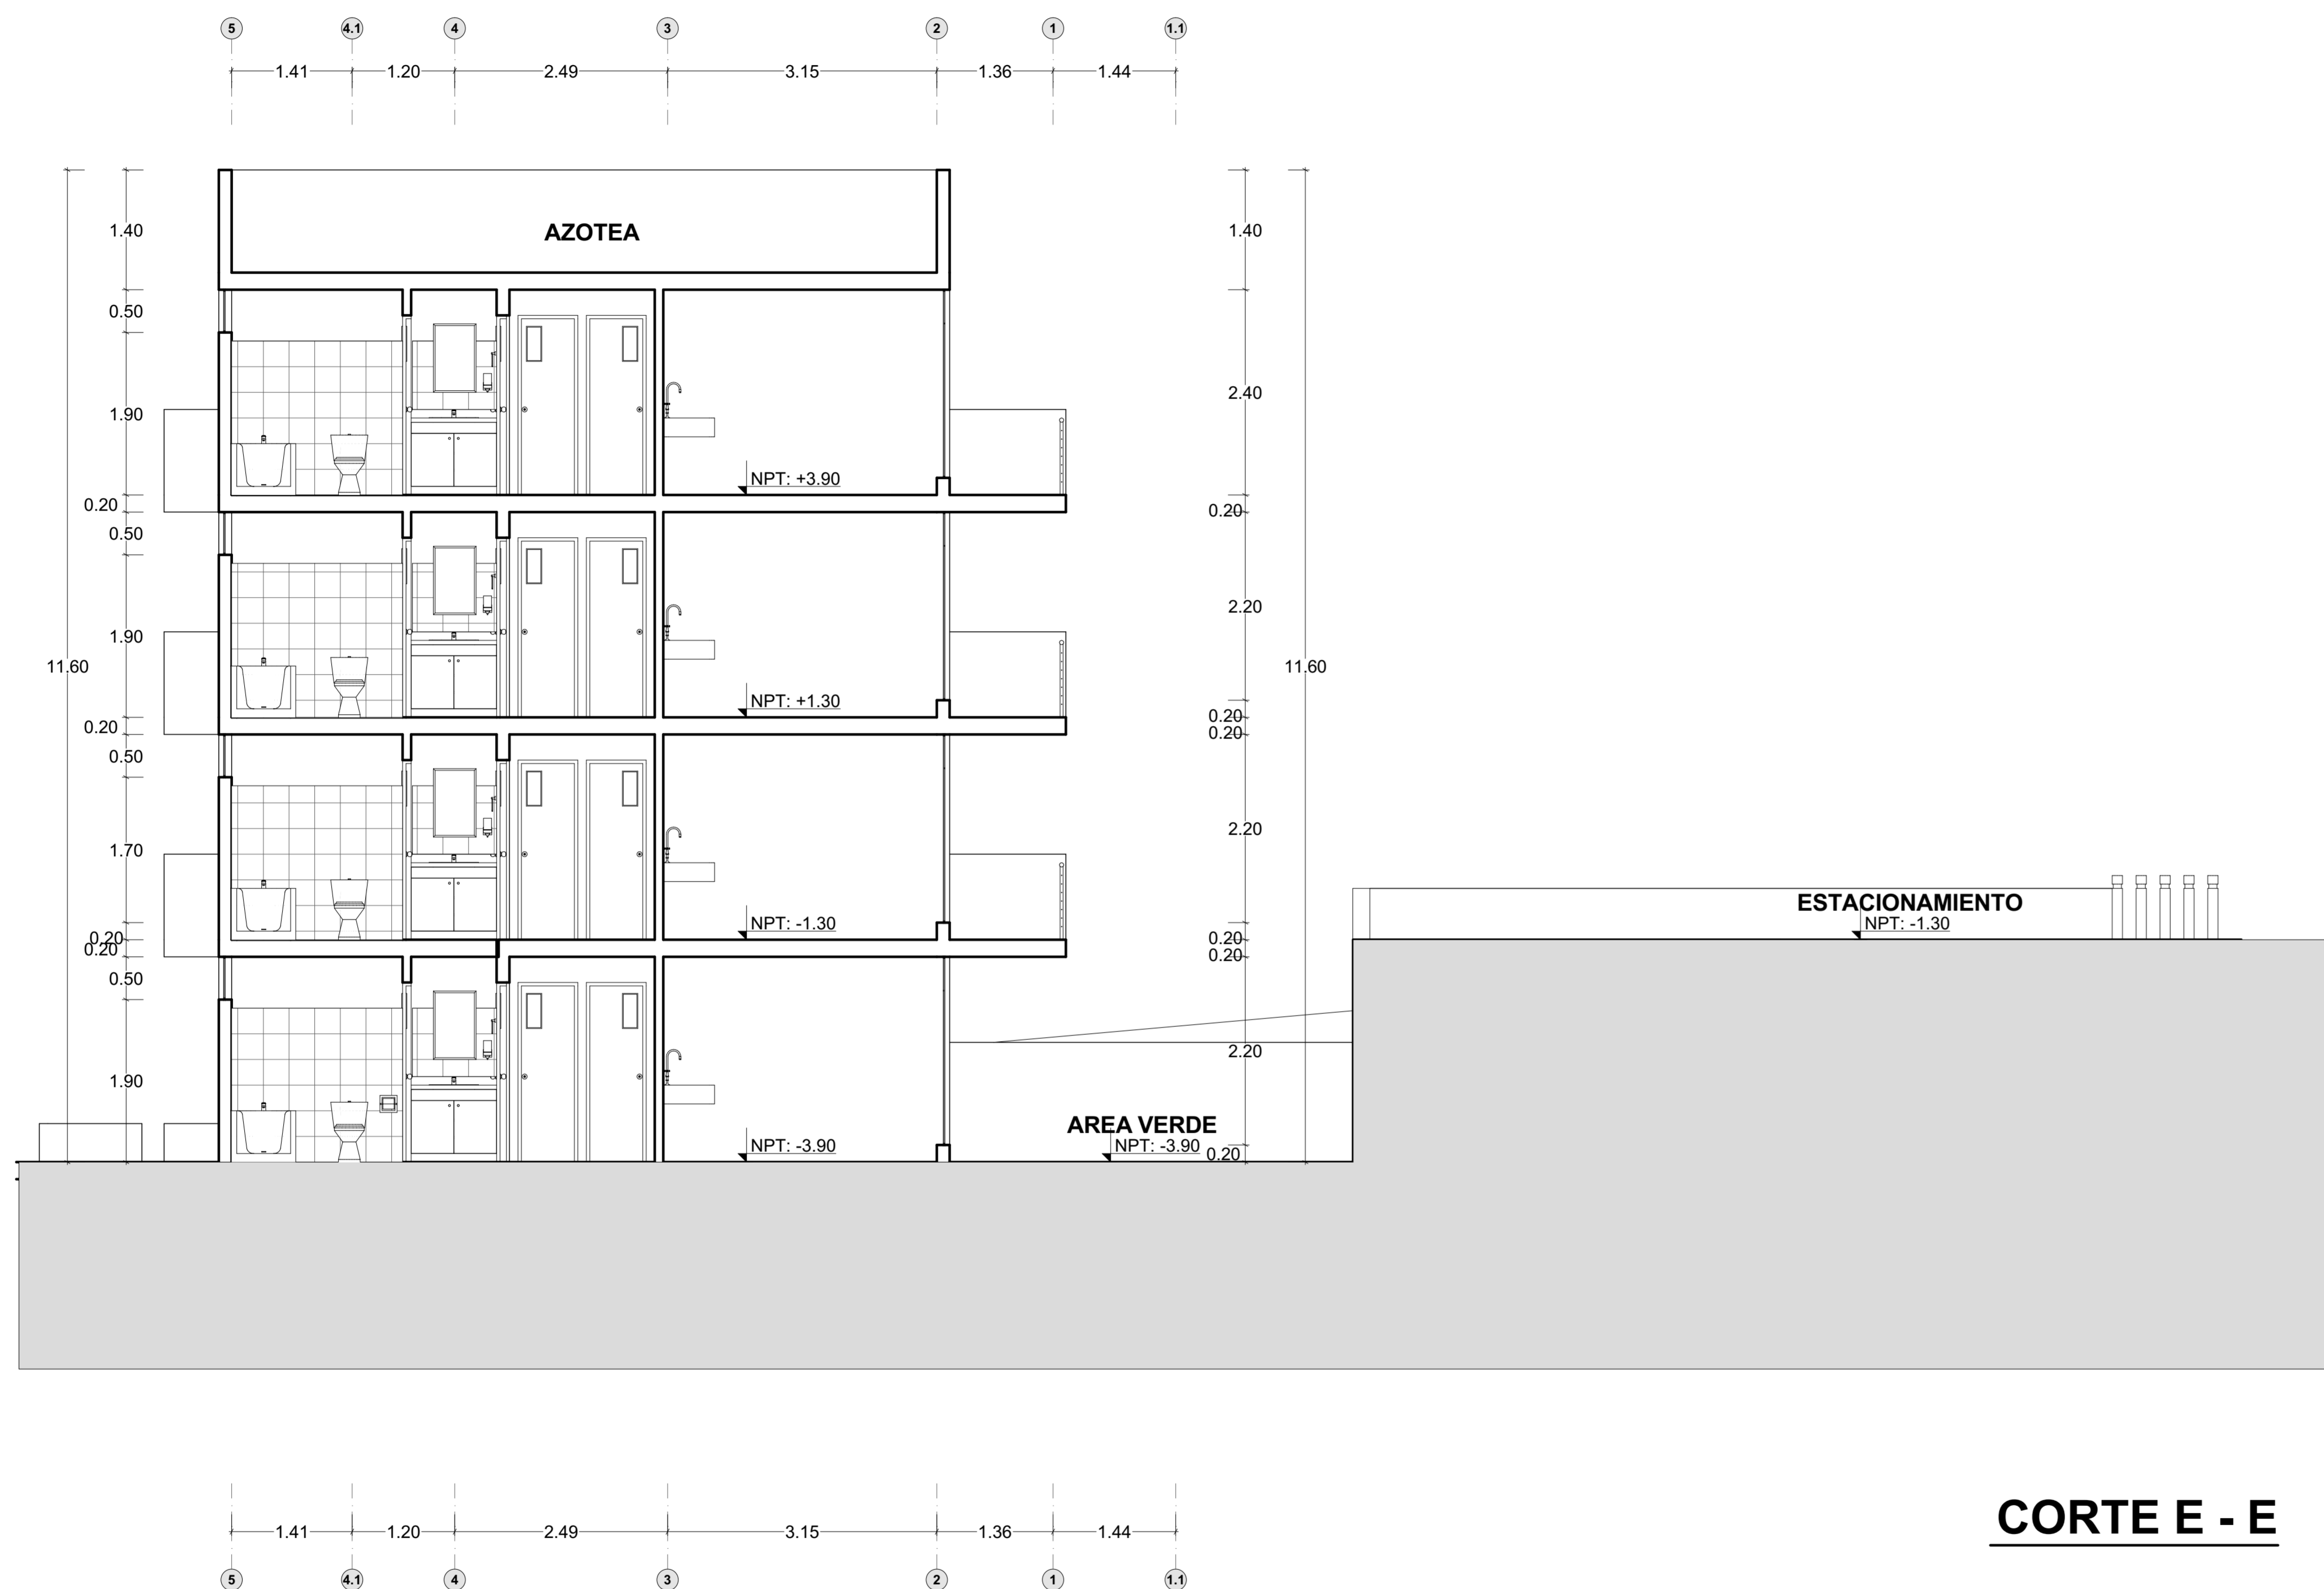 5 4.1 4 3 2 1 1.1
1.41 1.20 2.49 3.15 1.36 1.44
1.40 AZOTEA 1.40
0.50
2.40
1.90
NPT: +3.90
0.20 0.20
0.50
2.20
1.90
11.60 11.60
NPT: +1.30
0.20
0.20 0.20
0.50
2.20
1.70
ESTACIONAMIENTO
NPT: -1.30 NPT: -1.30
0.20 0.20
0.20 0.20
0.50
2.20
1.90
AREA VERDE
NPT: -3.90 NPT: -3.90 0.20
CORTE E - E
1.41 1.20 2.49 3.15 1.36 1.44
5 4.1 4 3 2 1 1.1